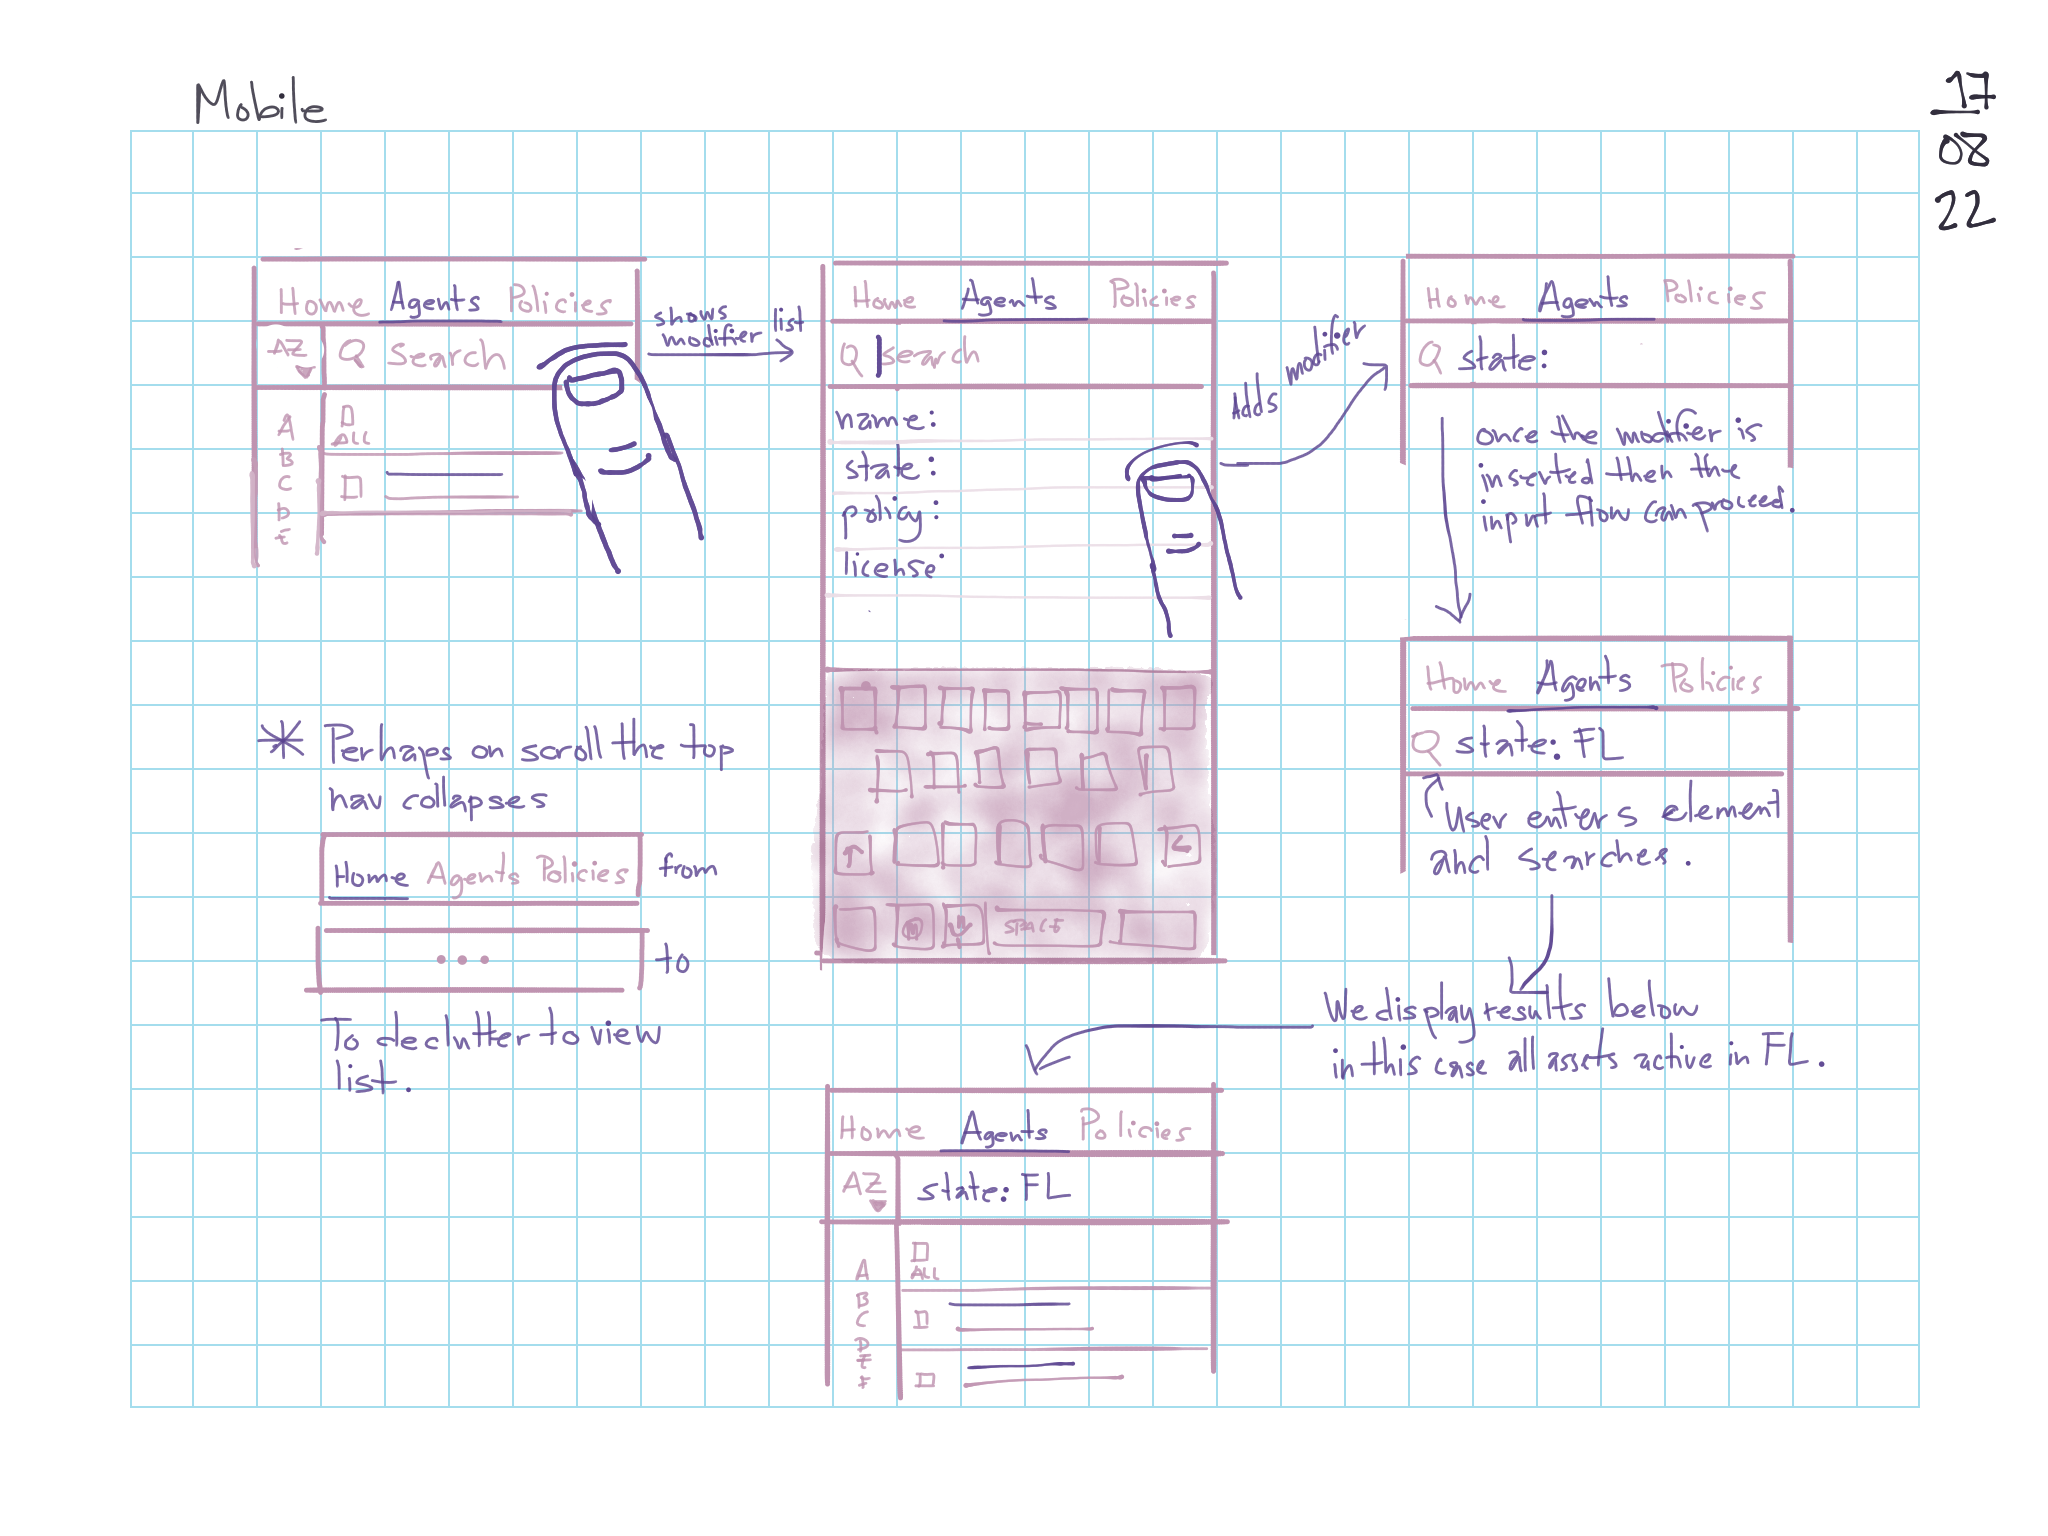 Mobile
17
08
22
Home Agents Policies
AZ Search
A
B
C
D
E
ALL
shows
modifier list
Home Agents Policies
search
name:
state:
policy:
license
SPACE
Adds modifier
Home Agents Policies
state:
once the modifier is
inserted then the
input flow can proceed.
Home Agents Policies
state: FL
User enters element
and searches.
We display results below
in this case all assets active in FL.
Home Agents Policies
AZ state: FL
A
B
C
D
E
F
ALL
Perhaps on scroll the top
nav collapses
Home Agents Policies from
... to
To declutter to view
list.